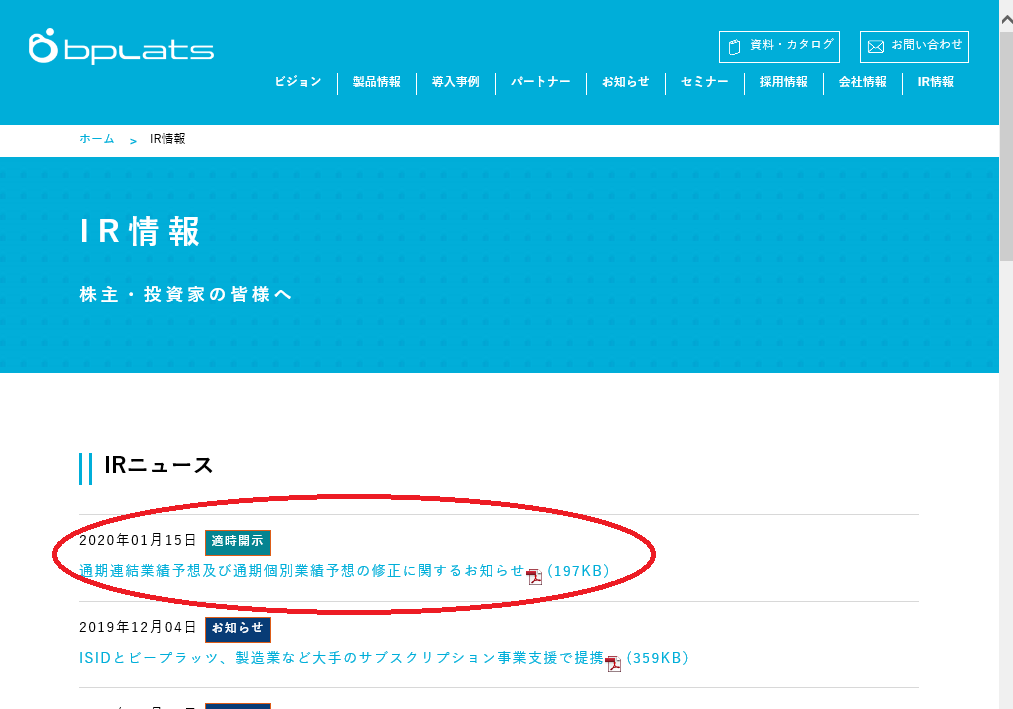 bplats
資料・カタログ
お問い合わせ
ビジョン 製品情報 導入事例 パートナー お知らせ セミナー 採用情報 会社情報 IR情報
ホーム > IR情報
IR情報
株主・投資家の皆様へ
IRニュース
2020年01月15日 適時開示
通期連結業績予想及び通期個別業績予想の修正に関するお知らせ (197KB)
2019年12月04日 お知らせ
ISIDとビープラッツ、製造業など大手のサブスクリプション事業支援で提携 (359KB)